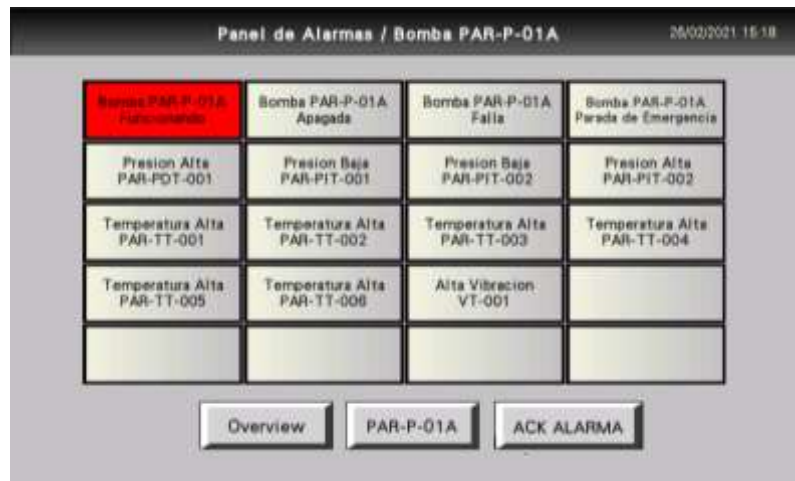 Panel de Alarmas / Bomba PAR-P-01A
26/02/2021 15:18
Bomba PAR-P-01A
Funcionando
Bomba PAR-P-01A
Apagada
Bomba PAR-P-01A
Falla
Bomba PAR-P-01A
Parada de Emergencia
Presion Alta
PAR-PDT-001
Presion Baja
PAR-PIT-001
Presion Baja
PAR-PIT-002
Presion Alta
PAR-PIT-002
Temperatura Alta
PAR-TT-001
Temperatura Alta
PAR-TT-002
Temperatura Alta
PAR-TT-003
Temperatura Alta
PAR-TT-004
Temperatura Alta
PAR-TT-005
Temperatura Alta
PAR-TT-006
Alta Vibracion
VT-001
Overview
PAR-P-01A
ACK ALARMA